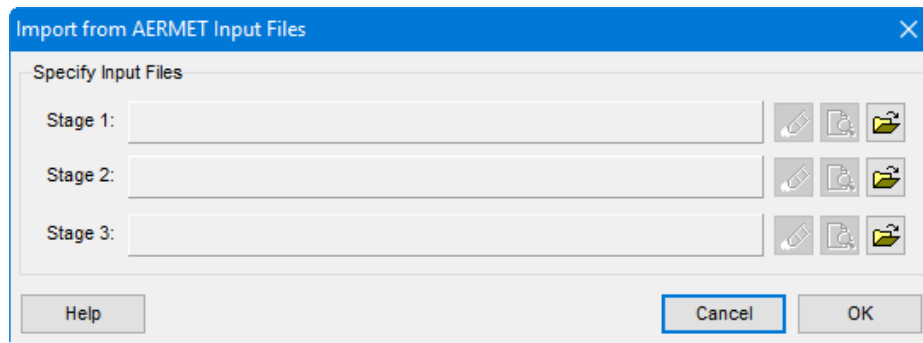 Import from AERMET Input Files
Specify Input Files
Stage 1:
Stage 2:
Stage 3:
Help Cancel OK